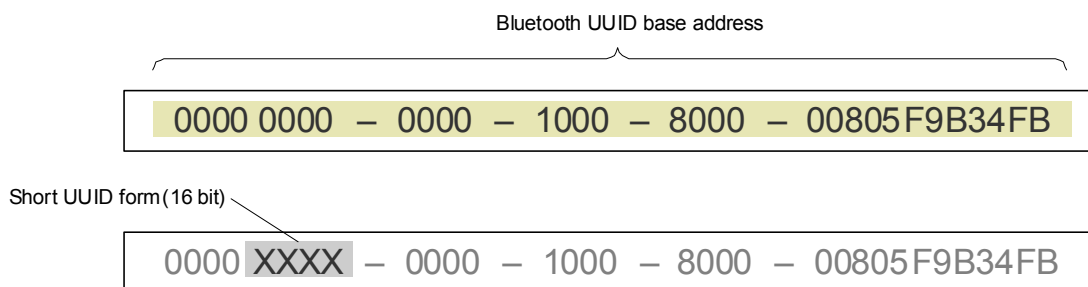 Bluetooth UUID base address
0000 0000 – 0000 – 1000 – 8000 – 00805F9B34FB
Short UUID form (16 bit)
0000 XXXX – 0000 – 1000 – 8000 – 00805F9B34FB